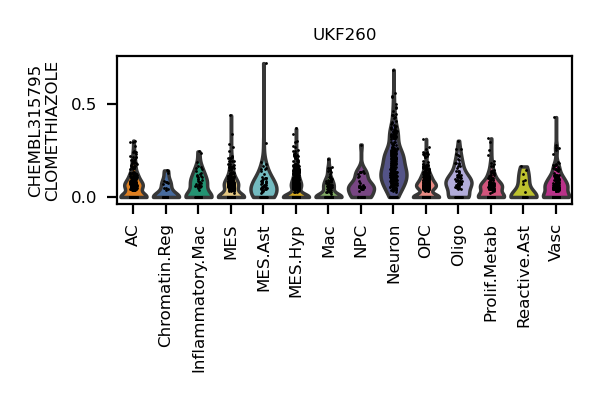 UKF260
CHEMBL315795
CLOMETHIAZOLE
0.5
0.0
AC
Chromatin.Reg
Inflammatory.Mac
MES
MES.Ast
MES.Hyp
Mac
NPC
Neuron
OPC
Oligo
Prolif.Metab
Reactive.Ast
Vasc